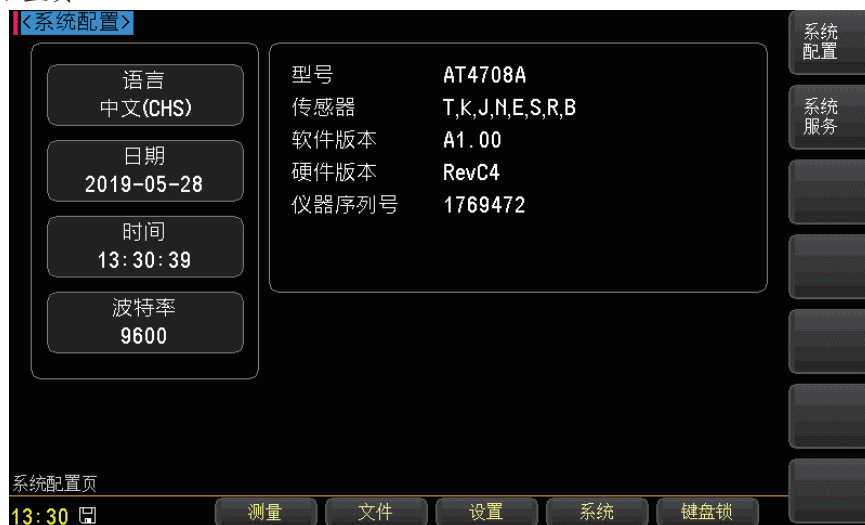 <系统配置>
语言
中文(CHS)
日期
2019-05-28
时间
13:30:39
波特率
9600
型号 AT4708A
传感器 T,K,J,N,E,S,R,B
软件版本 A1.00
硬件版本 RevC4
仪器序列号 1769472
系统
配置
系统
服务
系统配置页
13:30
测量 文件 设置 系统 键盘锁